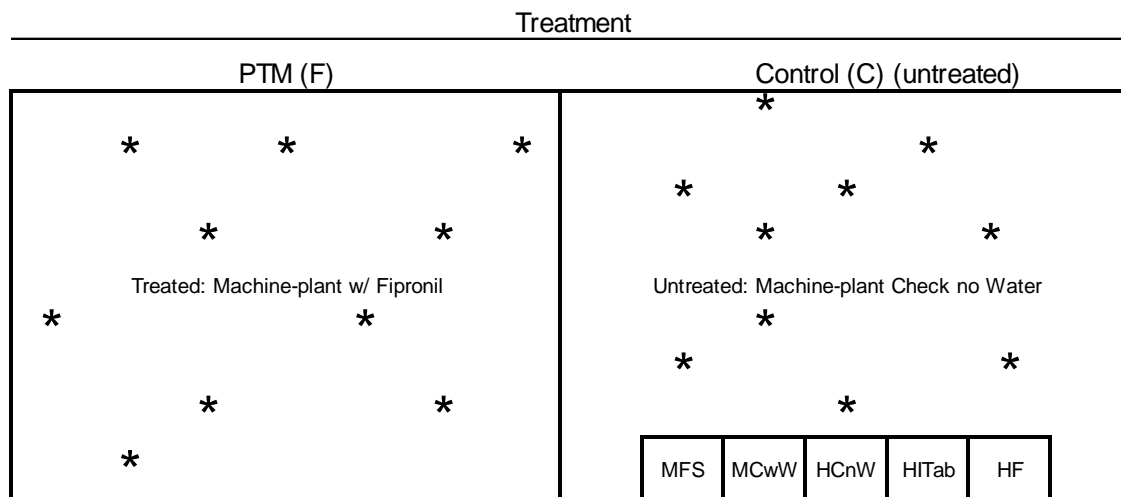 Treatment
PTM (F) Control (C) (untreated)
*
* * * *
* *
* * * *
Treated: Machine-plant w/ Fipronil Untreated: Machine-plant Check no Water
* * *
* *
* * *
*
MFS MCwW HCnW HITab HF